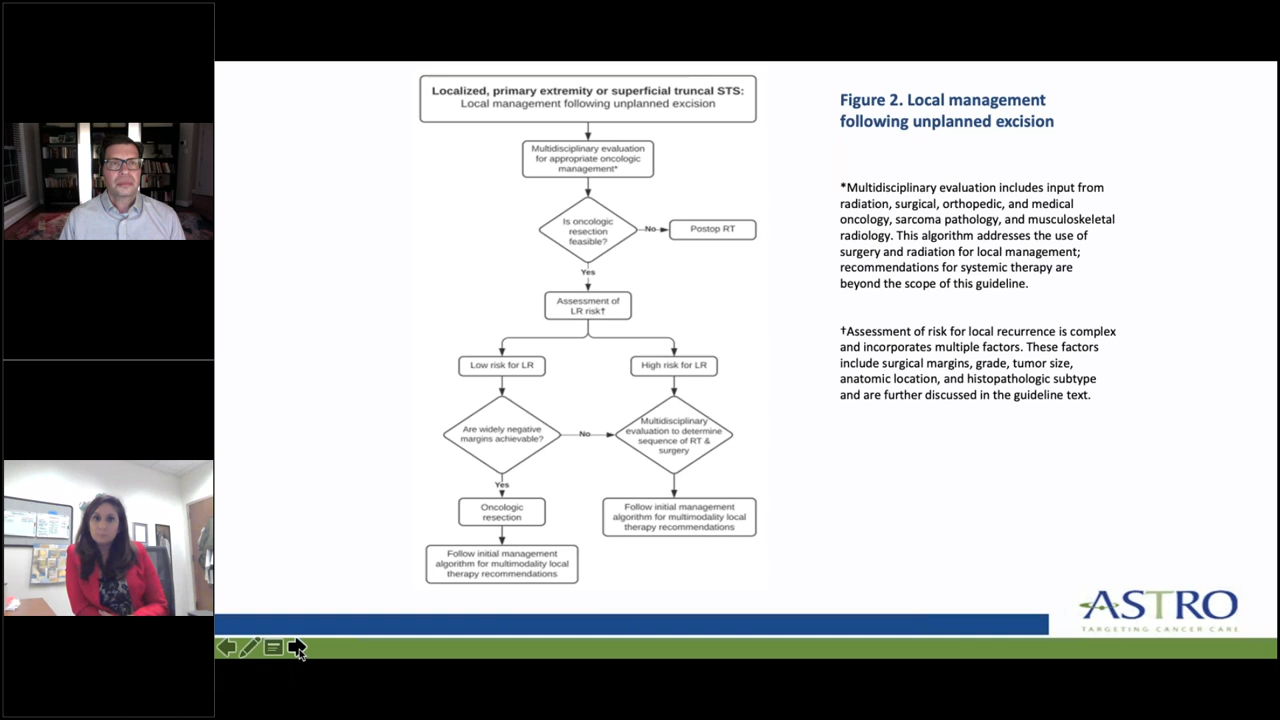 Localized, primary extremity or superficial truncal STS:
Local management following unplanned excision
Multidisciplinary evaluation
for appropriate oncologic
management*
Is oncologic
resection
feasible?
No
Postop RT
Yes
Assessment of
LR risk†
Low risk for LR
High risk for LR
Are widely negative
margins achievable?
No
Multidisciplinary
evaluation to determine
sequence of RT &
surgery
Yes
Oncologic
resection
Follow initial management
algorithm for multimodality local
therapy recommendations
Follow initial management
algorithm for multimodality local
therapy recommendations
Figure 2. Local management
following unplanned excision
*Multidisciplinary evaluation includes input from
radiation, surgical, orthopedic, and medical
oncology, sarcoma pathology, and musculoskeletal
radiology. This algorithm addresses the use of
surgery and radiation for local management;
recommendations for systemic therapy are
beyond the scope of this guideline.
†Assessment of risk for local recurrence is complex
and incorporates multiple factors. These factors
include surgical margins, grade, tumor size,
anatomic location, and histopathologic subtype
and are further discussed in the guideline text.
ASTRO
TARGETING CANCER CARE